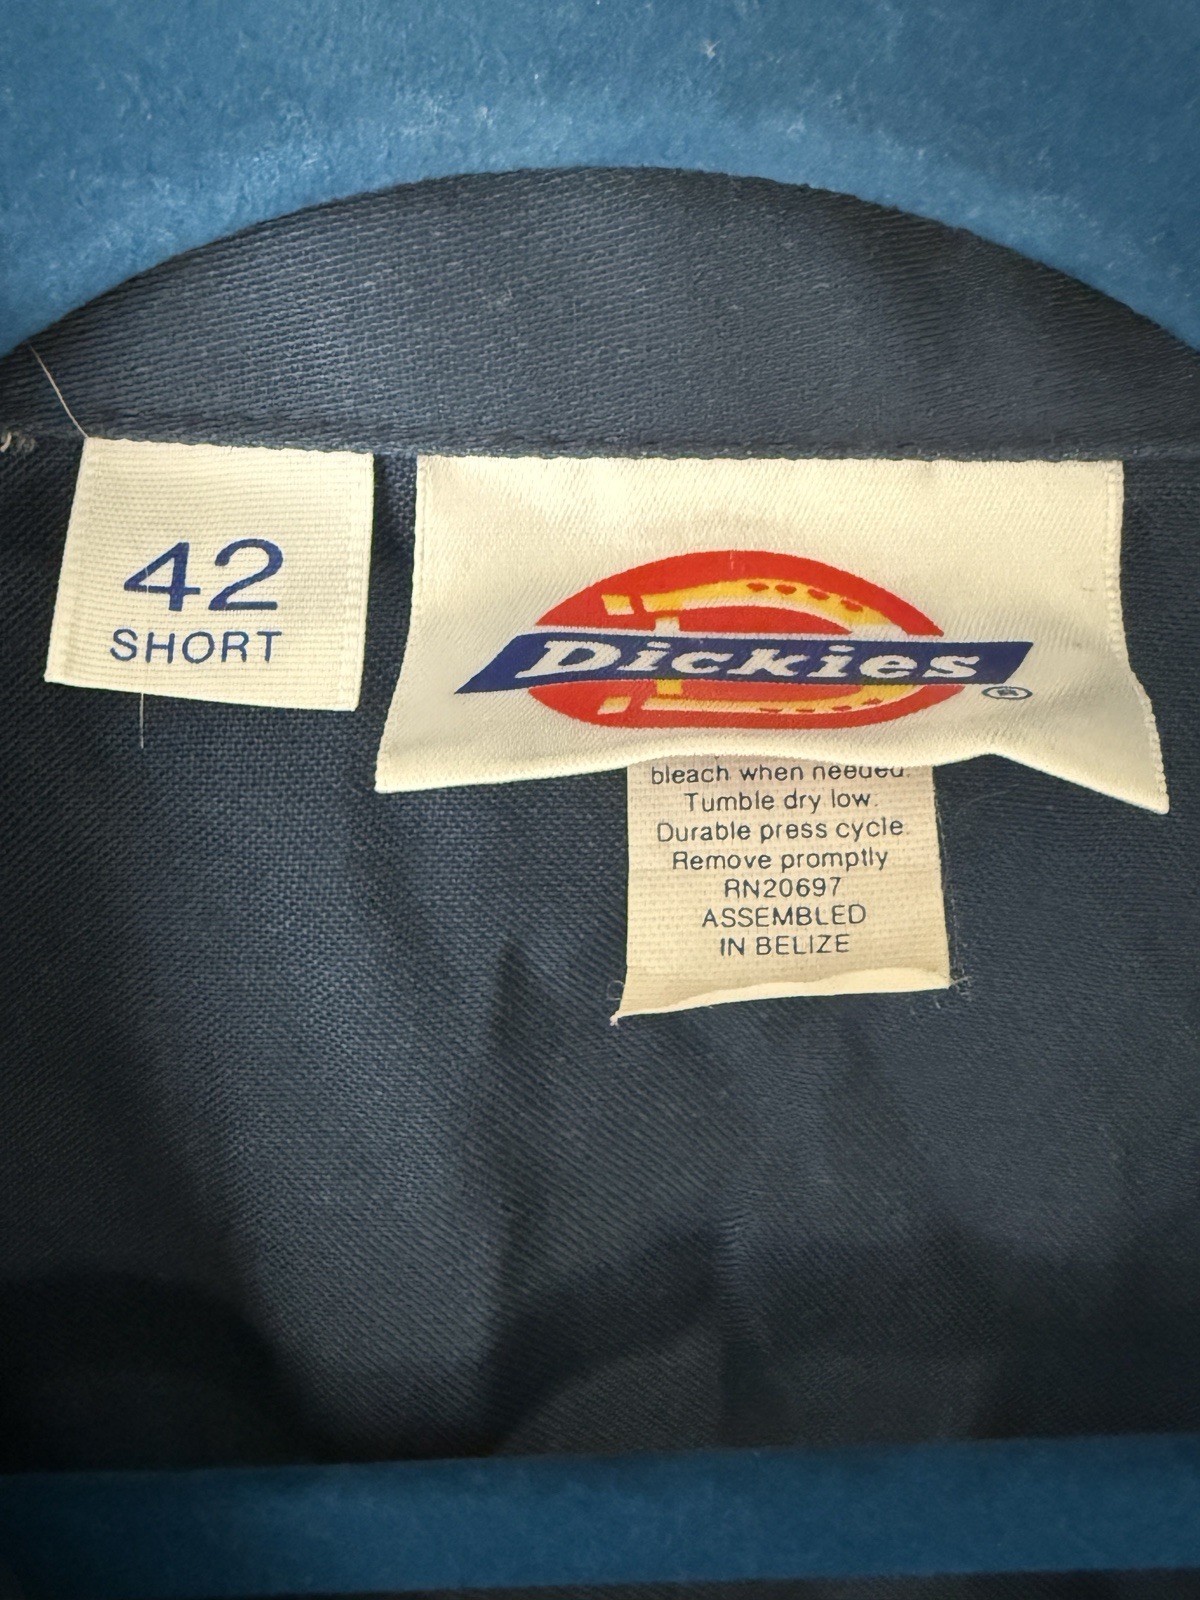 42
SHORT
Dickies
®
bleach when needed.
Tumble dry low.
Durable press cycle.
Remove promptly
RN20697
ASSEMBLED
IN BELIZE